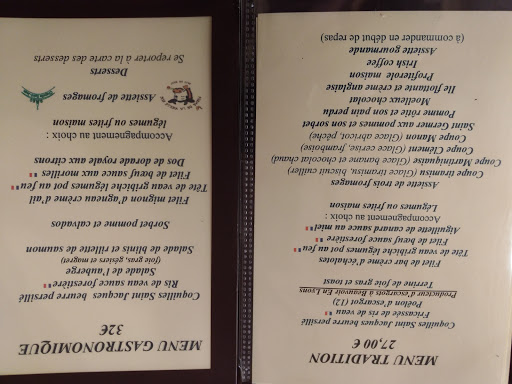 MENU TRADITION
27,00 €
Coquilles Saint Jacques beurre persillé
Fricassée de ris de veau
Poêlon d'escargot (12)
Producteur d'escargots à Beauvoir En Lyons
Terrine de foie gras et toast
Filet de bar crème d'échalotes
Tête de veau gribiche légumes pot au feu
Filet de bœuf sauce forestière
Aiguillette de canard sauce au miel
Accompagnement au choix :
Légumes ou frites maison
Assiette de trois fromages
Coupe tiramisu (Glace tiramisu, biscuit cuiller)
Coupe Martiniquaise (Glace banane et chocolat chaud)
Coupe Clément (Glace cerise, framboise)
Coupe Manon (Glace abricot, pêche)
Saint Germer aux pommes et son sorbet
Pomme rôtie et son pain perdu
Moelleux chocolat
Ile flottante et crème anglaise
Profiterole maison
Irish coffee
Assiette gourmande
(à commander en début de repas)
MENU GASTRONOMIQUE
32€
Coquilles Saint Jacques beurre persillé
Ris de veau sauce forestière
Salade de l'auberge
(foie gras, gésier et magret)
Salade de blinis et rillette de saumon
Sorbet pomme et calvados
Filet mignon d'agneau crème d'ail
Tête de veau gribiche légumes pot au feu
Filet de bœuf sauce aux morilles
Dos de dorade royale aux citrons
Accompagnement au choix :
légumes ou frites maison
Assiette de fromages
Desserts
Se reporter à la carte des desserts